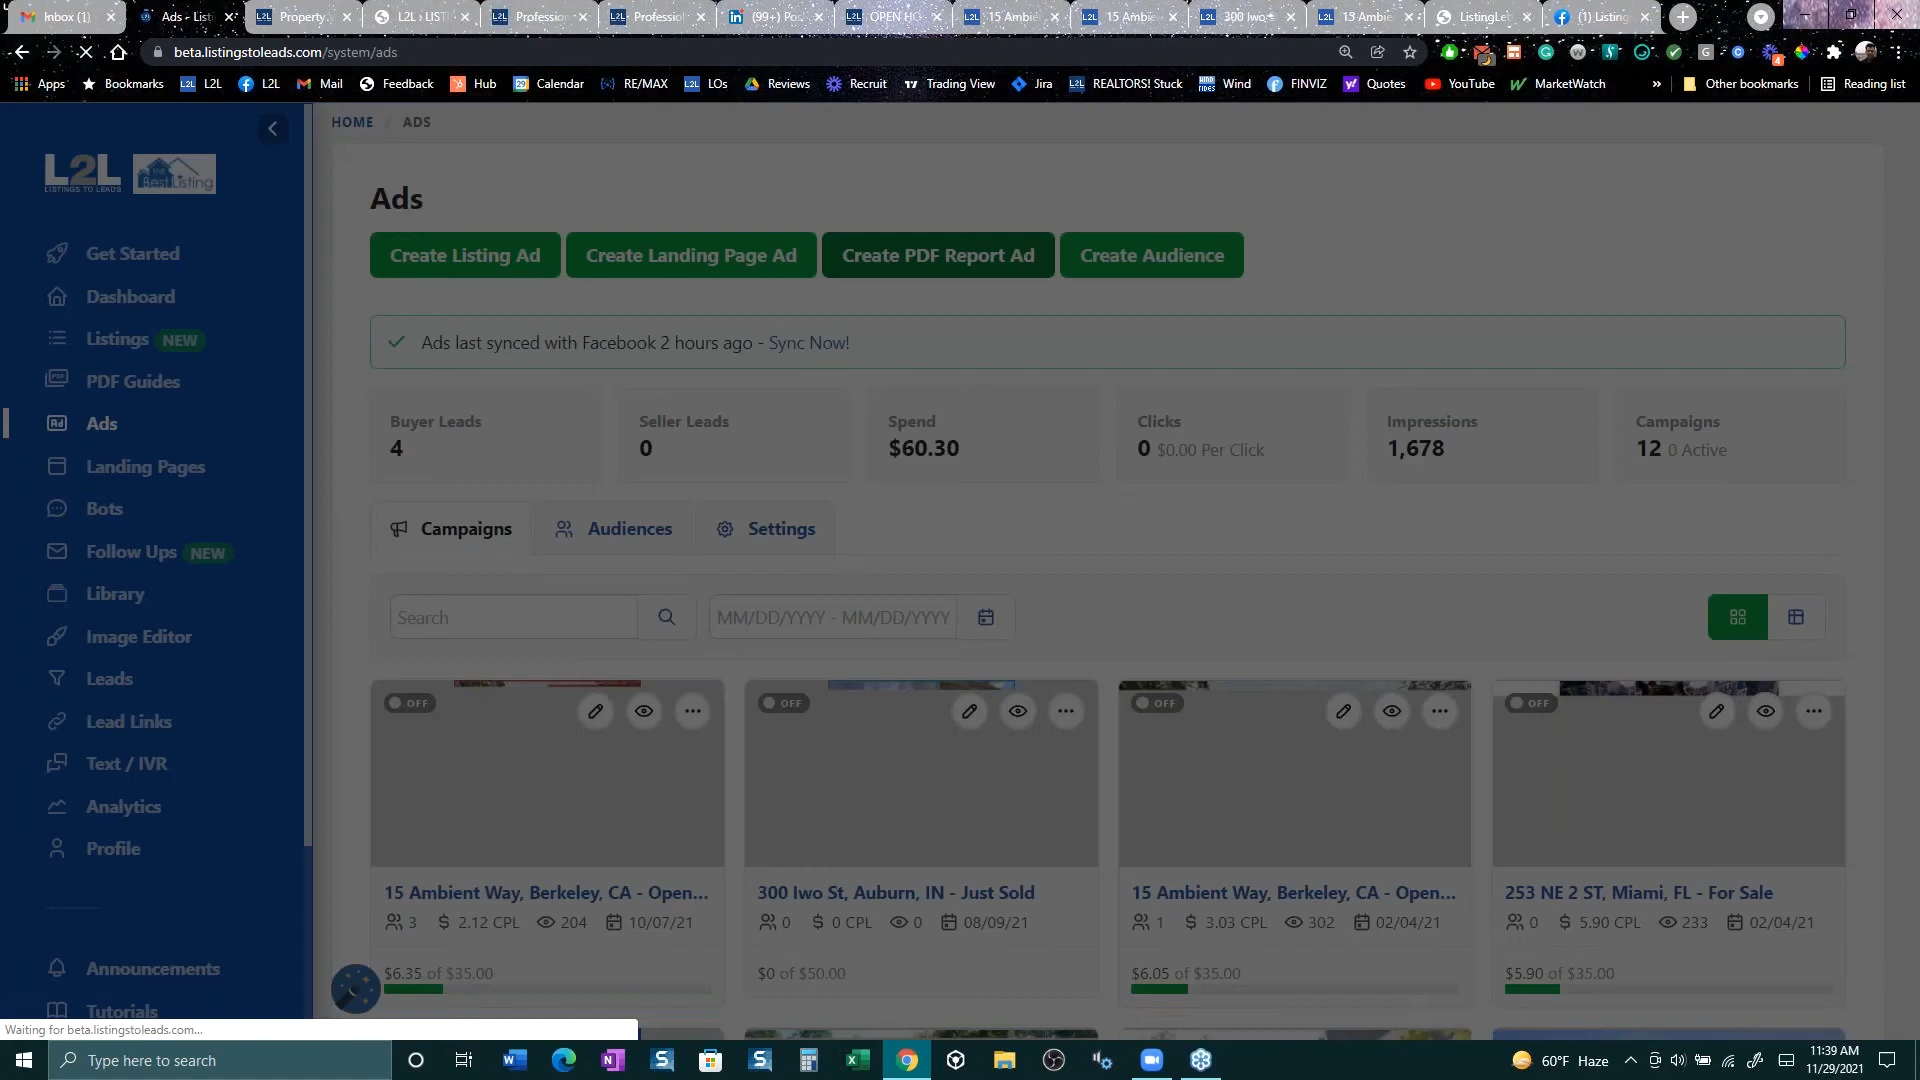 Inbox (1)
Ads - Listi
Property
L2L › LIST
Profession
Profession
(99+) Pos
OPEN HO
15 Ambie
15 Ambie
300 Iwo s
13 Ambie
ListingLet
(1) Listing
beta.listingstoleads.com/system/ads
Apps
Bookmarks
L2L
L2L
Mail
Feedback
Hub
Calendar
RE/MAX
LOs
Reviews
Recruit
Trading View
Jira
REALTORS! Stuck
Wind
FINVIZ
Quotes
YouTube
MarketWatch
»
Other bookmarks
Reading list
HOME / ADS
L2L
LISTINGS TO LEADS
Best Listing
Get Started
Dashboard
Listings NEW
PDF Guides
Ads
Landing Pages
Bots
Follow Ups NEW
Library
Image Editor
Leads
Lead Links
Text / IVR
Analytics
Profile
Announcements
Tutorials
Ads
Create Listing Ad
Create Landing Page Ad
Create PDF Report Ad
Create Audience
Ads last synced with Facebook 2 hours ago - Sync Now!
Buyer Leads
4
Seller Leads
0
Spend
$60.30
Clicks
0 $0.00 Per Click
Impressions
1,678
Campaigns
12 0 Active
Campaigns
Audiences
Settings
Search
MM/DD/YYYY - MM/DD/YYYY
OFF
OFF
OFF
OFF
15 Ambient Way, Berkeley, CA - Open...
3 $ 2.12 CPL 204 10/07/21
$6.35 of $35.00
300 Iwo St, Auburn, IN - Just Sold
0 $ 0 CPL 0 08/09/21
$0 of $50.00
15 Ambient Way, Berkeley, CA - Open...
1 $ 3.03 CPL 302 02/04/21
$6.05 of $35.00
253 NE 2 ST, Miami, FL - For Sale
0 $ 5.90 CPL 233 02/04/21
$5.90 of $35.00
Waiting for beta.listingstoleads.com...
Type here to search
60°F Haze
11:39 AM
11/29/2021